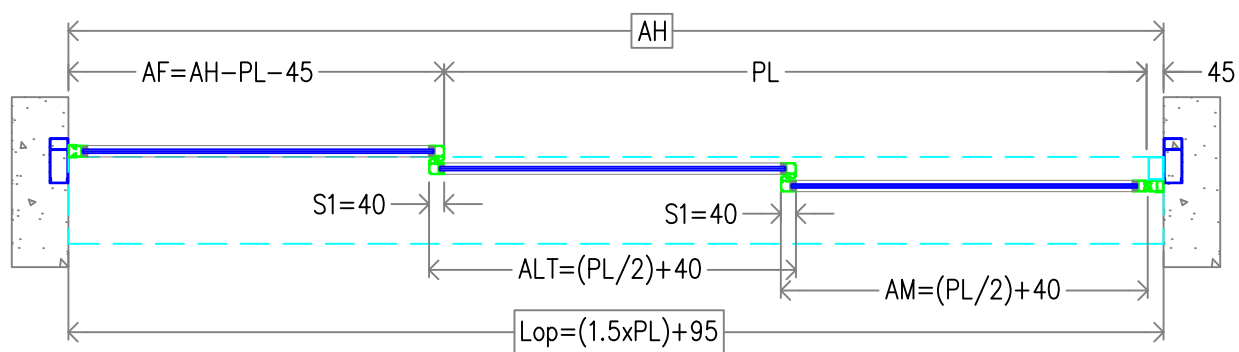 AH
AF=AH-PL-45
PL
45
S1=40
S1=40
ALT=(PL/2)+40
AM=(PL/2)+40
Lop=(1.5xPL)+95